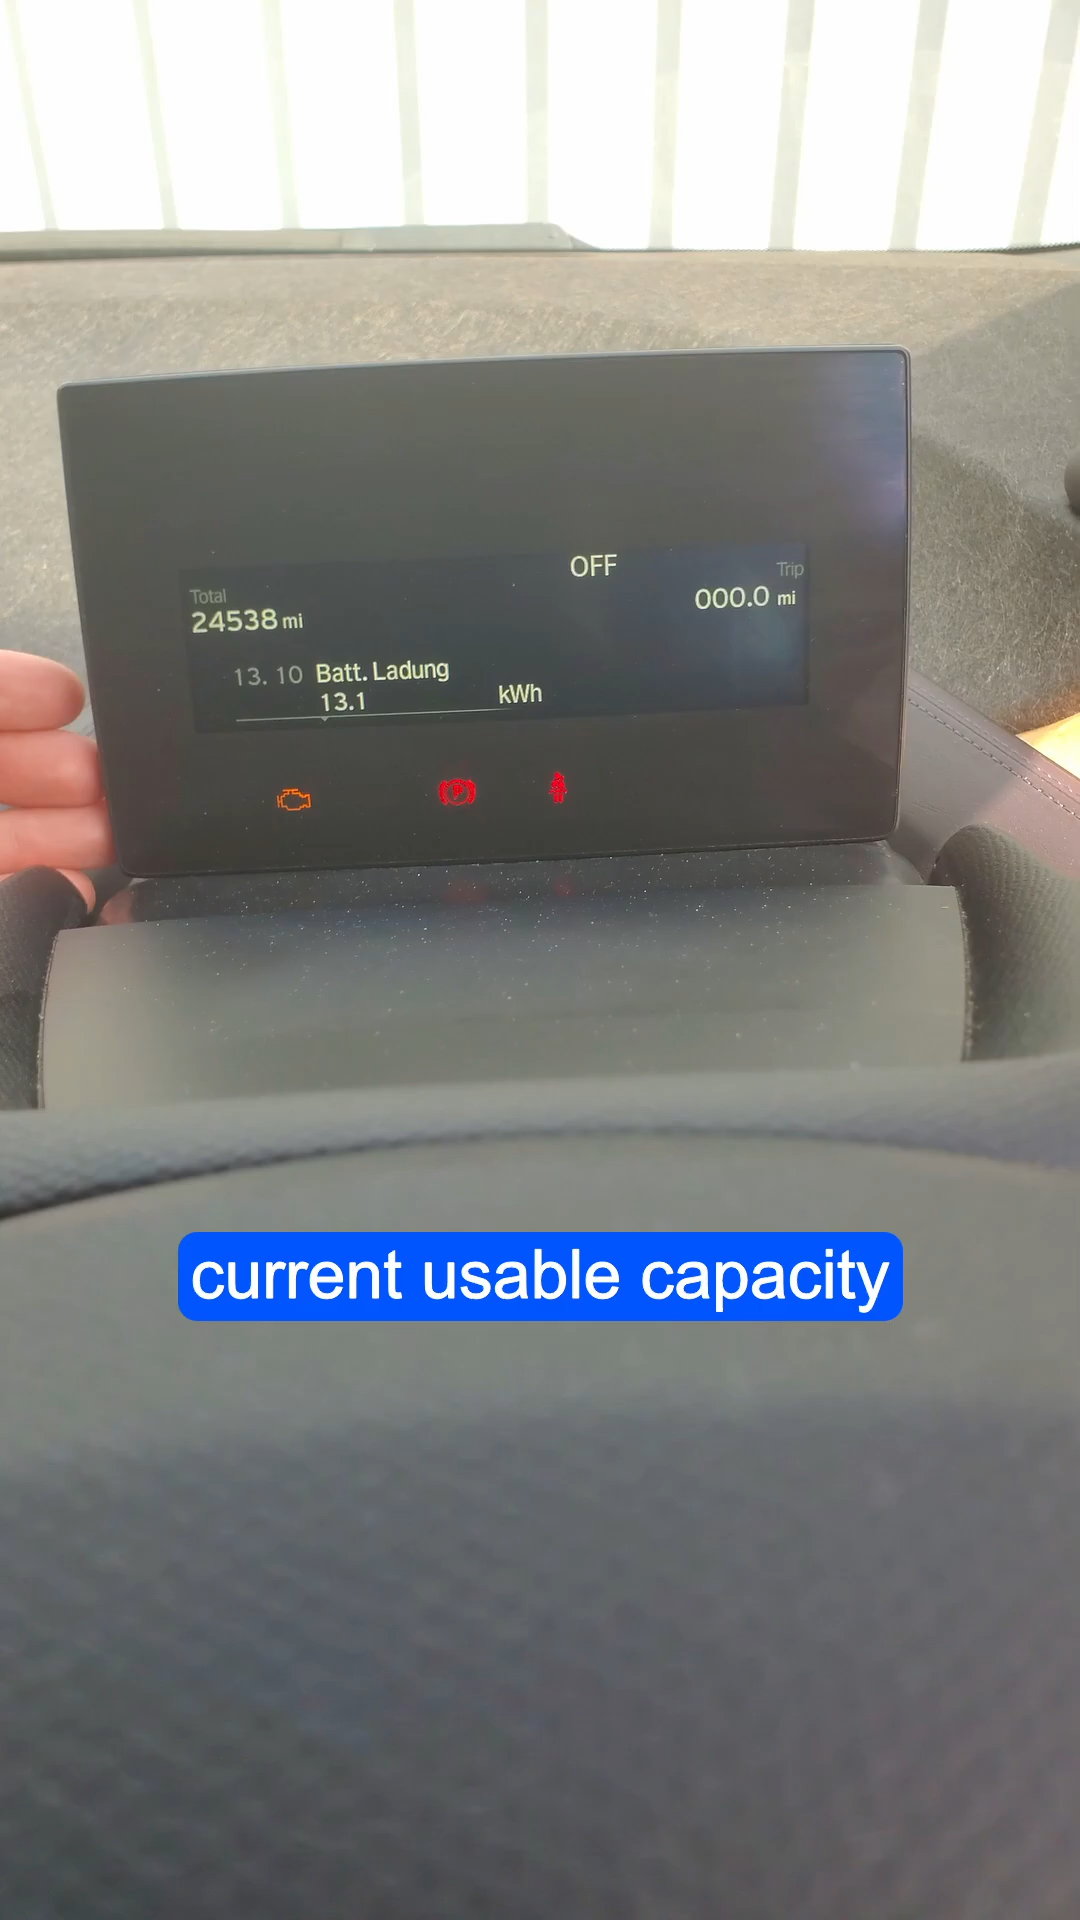 OFF
Total
Trip
24538 mi
000.0 mi
13. 10 Batt. Ladung
13.1 kWh
P
current usable capacity